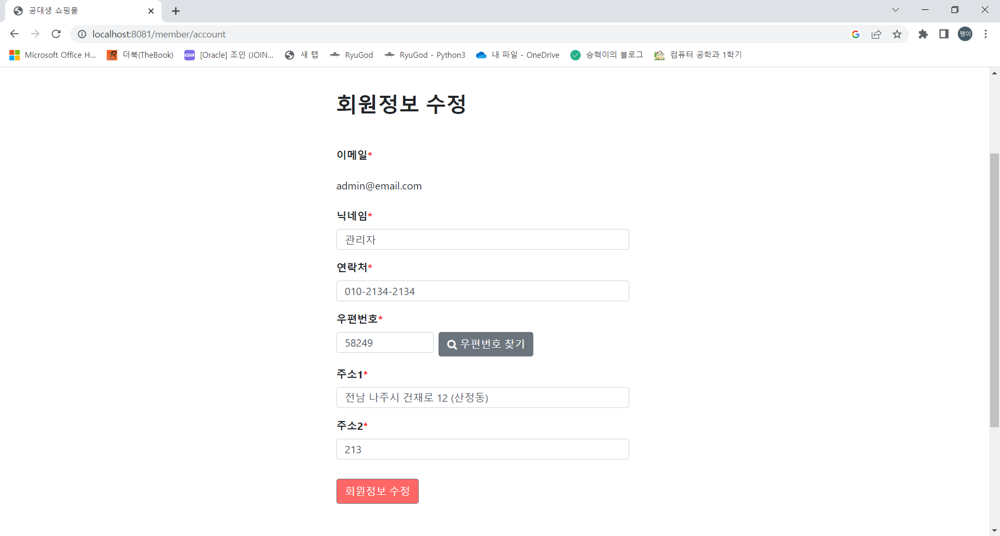 공대생 쇼핑몰
localhost:8081/member/account
팽이
Microsoft Office H...
더북(TheBook)
GDH
[Oracle] 조인 (JOIN...
새 탭
RyuGod
RyuGod - Python3
내 파일 - OneDrive
승혁이의 블로그
컴퓨터 공학과 1학기
회원정보 수정
이메일*
admin@email.com
닉네임*
관리자
연락처*
010-2134-2134
우편번호*
58249
우편번호 찾기
주소1*
전남 나주시 건재로 12 (산정동)
주소2*
213
회원정보 수정